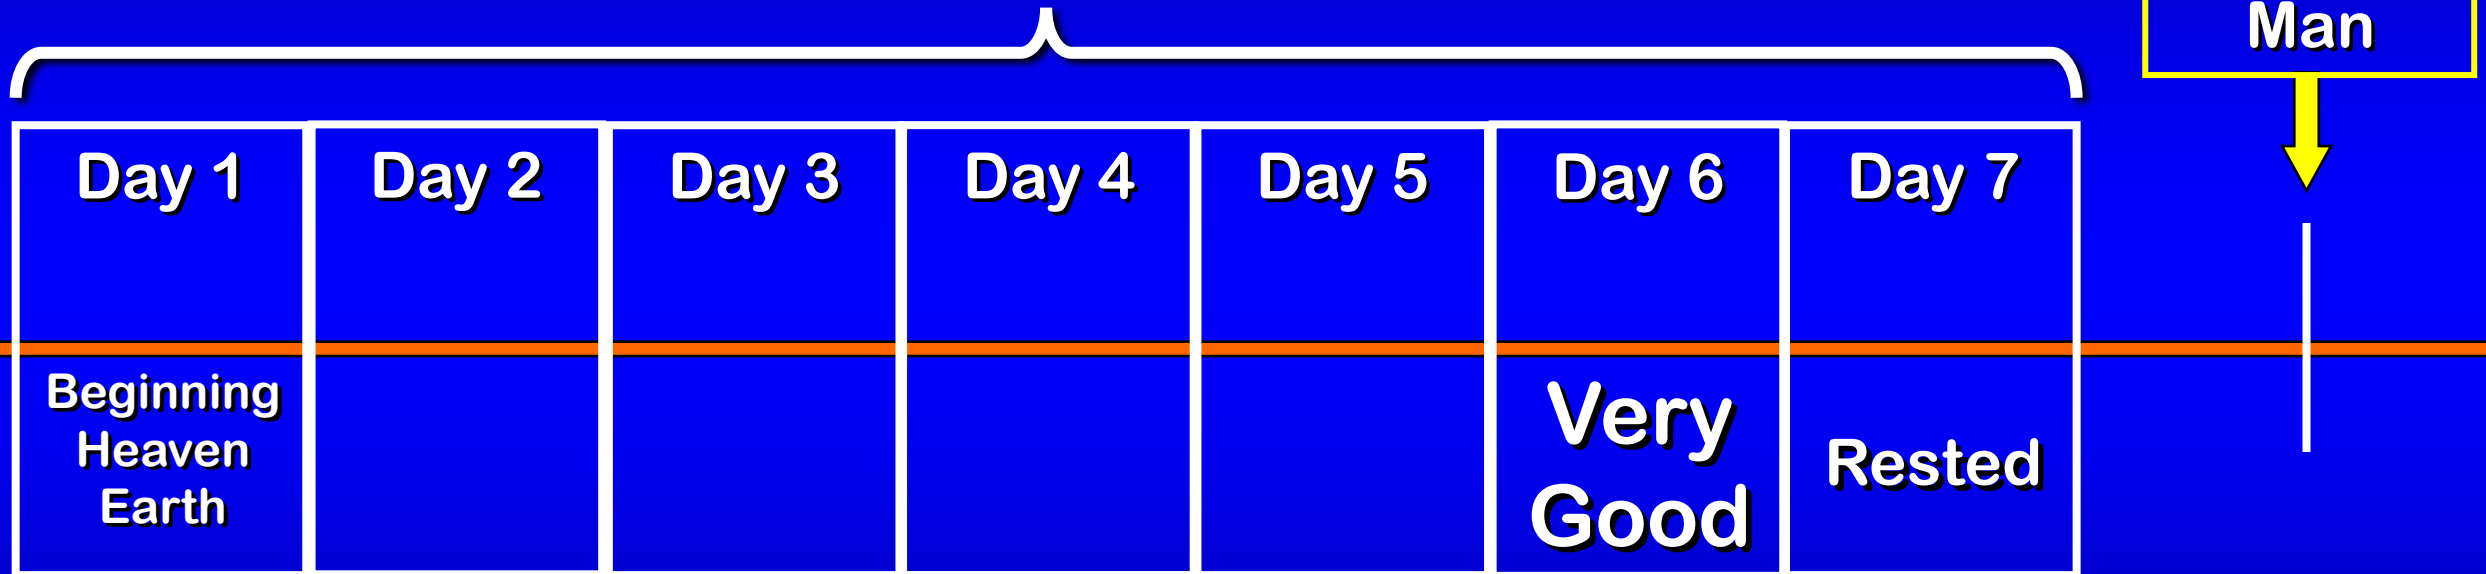 Man
Day 1
Day 2
Day 3
Day 4
Day 5
Day 6
Day 7
Beginning
Heaven
Earth
Very
Good
Rested